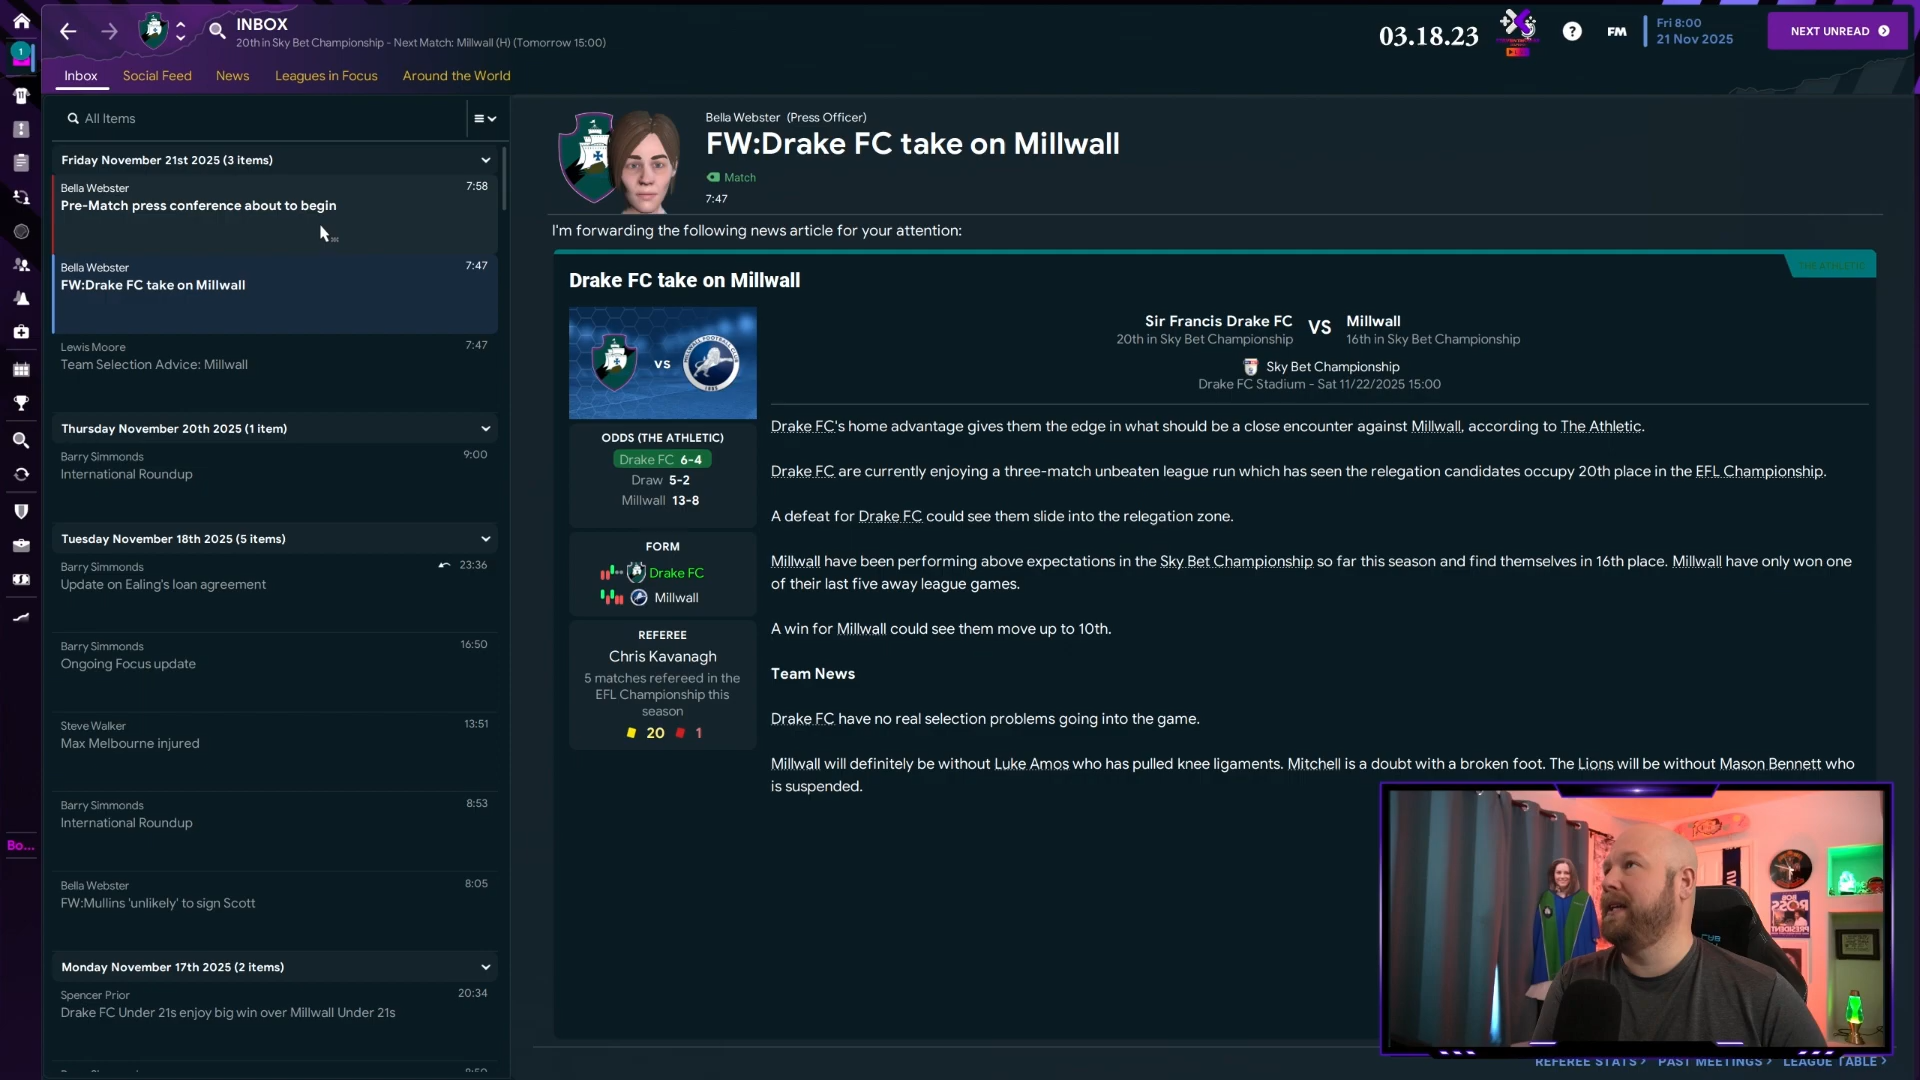 INBOX
20th in Sky Bet Championship - Next Match: Millwall (H) (Tomorrow 15:00)
03.18.23
FM
Fri 8:00
21 Nov 2025
NEXT UNREAD
1
Inbox
Social Feed
News
Leagues in Focus
Around the World
All Items
Friday November 21st 2025 (3 items)
Bella Webster
7:58
Pre-Match press conference about to begin
Bella Webster
7:47
FW:Drake FC take on Millwall
Lewis Moore
7:47
Team Selection Advice: Millwall
Thursday November 20th 2025 (1 item)
Barry Simmonds
9:00
International Roundup
Tuesday November 18th 2025 (5 items)
Barry Simmonds
23:36
Update on Ealing's loan agreement
Barry Simmonds
16:50
Ongoing Focus update
Steve Walker
13:51
Max Melbourne injured
Barry Simmonds
8:53
International Roundup
Bella Webster
8:05
FW:Mullins 'unlikely' to sign Scott
Monday November 17th 2025 (2 items)
Spencer Prior
20:34
Drake FC Under 21s enjoy big win over Millwall Under 21s
Bo...
Bella Webster (Press Officer)
FW:Drake FC take on Millwall
Match
7:47
I'm forwarding the following news article for your attention:
THE ATHLETIC
Drake FC take on Millwall
VS
Sir Francis Drake FC
20th in Sky Bet Championship
VS
Millwall
16th in Sky Bet Championship
Sky Bet Championship
Drake FC Stadium - Sat 11/22/2025 15:00
ODDS (THE ATHLETIC)
Drake FC 6-4
Draw 5-2
Millwall 13-8
FORM
Drake FC
Millwall
REFEREE
Chris Kavanagh
5 matches refereed in the
EFL Championship this
season
20 1
Drake FC's home advantage gives them the edge in what should be a close encounter against Millwall, according to The Athletic.
Drake FC are currently enjoying a three-match unbeaten league run which has seen the relegation candidates occupy 20th place in the EFL Championship.
A defeat for Drake FC could see them slide into the relegation zone.
Millwall have been performing above expectations in the Sky Bet Championship so far this season and find themselves in 16th place. Millwall have only won one
of their last five away league games.
A win for Millwall could see them move up to 10th.
Team News
Drake FC have no real selection problems going into the game.
Millwall will definitely be without Luke Amos who has pulled knee ligaments. Mitchell is a doubt with a broken foot. The Lions will be without Mason Bennett who
is suspended.
REFEREE STATS
PAST MEETINGS
LEAGUE TABLE